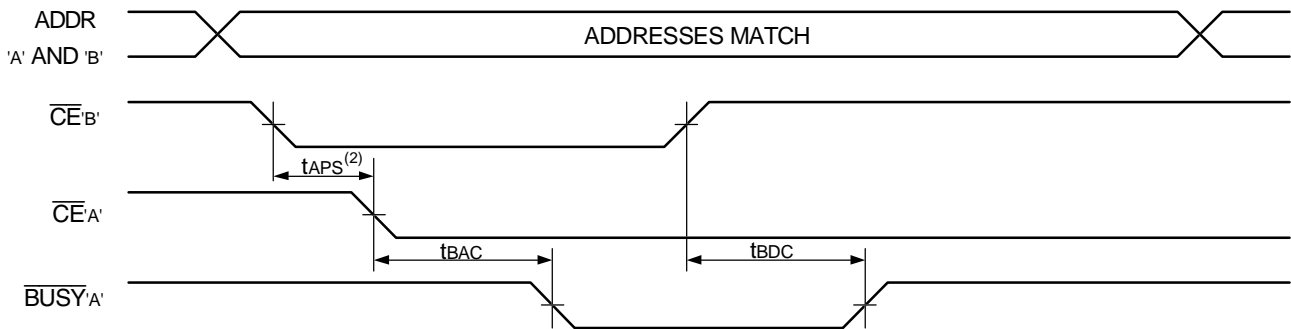 ADDR
'A' AND 'B'
ADDRESSES MATCH
CE'B'
tAPS(2)
CE'A'
tBAC
tBDC
BUSY'A'